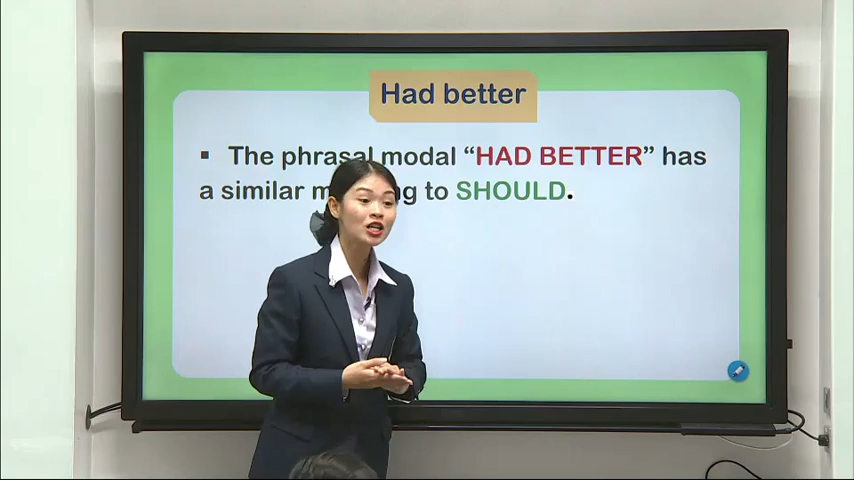 Had better
▪ The phrasal modal “HAD BETTER” has
a similar to SHOULD.